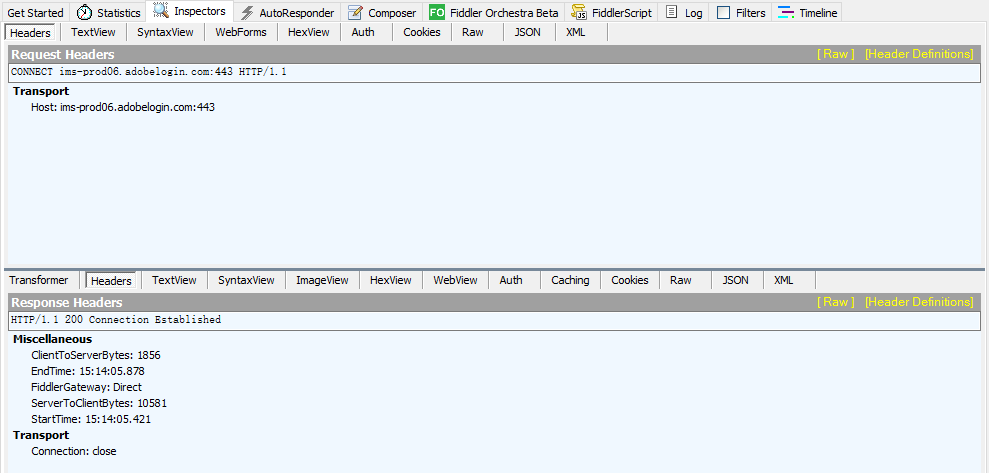 Get Started Statistics Inspectors AutoResponder Composer FO Fiddler Orchestra Beta FiddlerScript Log Filters Timeline
Headers TextView SyntaxView WebForms HexView Auth Cookies Raw JSON XML
Request Headers [ Raw ] [Header Definitions]
CONNECT ims-prod06.adobelogin.com:443 HTTP/1.1
Transport
Host: ims-prod06.adobelogin.com:443
Transformer Headers TextView SyntaxView ImageView HexView WebView Auth Caching Cookies Raw JSON XML
Response Headers [ Raw ] [Header Definitions]
HTTP/1.1 200 Connection Established
Miscellaneous
ClientToServerBytes: 1856
EndTime: 15:14:05.878
FiddlerGateway: Direct
ServerToClientBytes: 10581
StartTime: 15:14:05.421
Transport
Connection: close